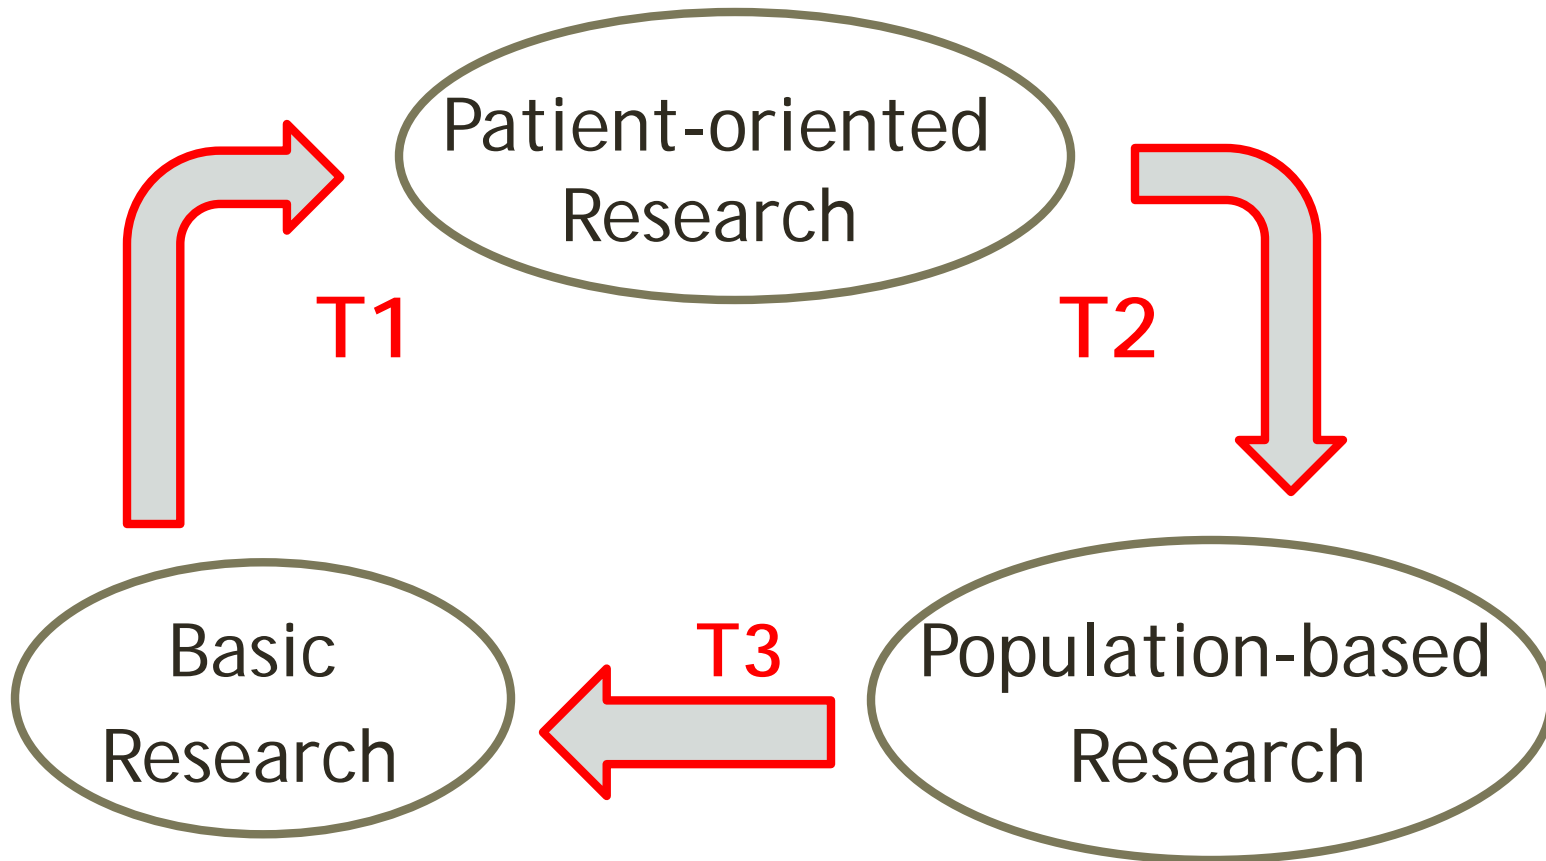 Patient-oriented
Research
T1
T2
Basic
Research
T3
Population-based
Research